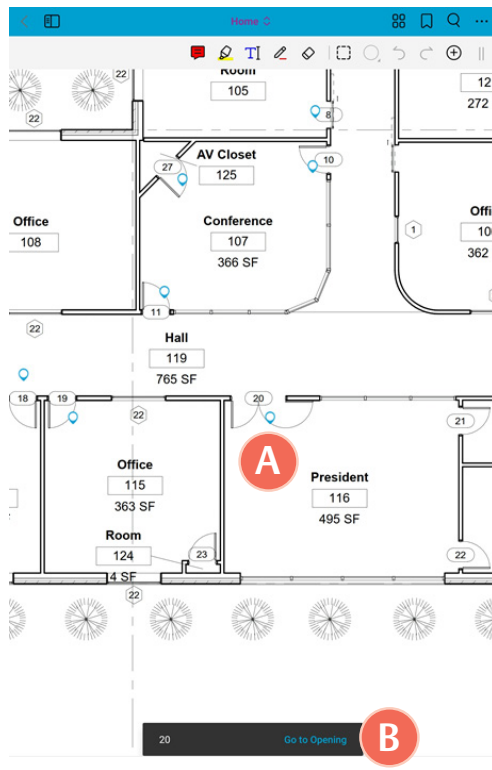 Home
T
22
Room
105
12
272
22
8
AV Closet
125
27
10
Office
108
Conference
107
366 SF
1
Offi
10
362
11
22
Hall
119
765 SF
18
19
20
22
21
Office
115
363 SF
President
116
495 SF
Room
124
4 SF
23
22
22
A
20
Go to Opening
B